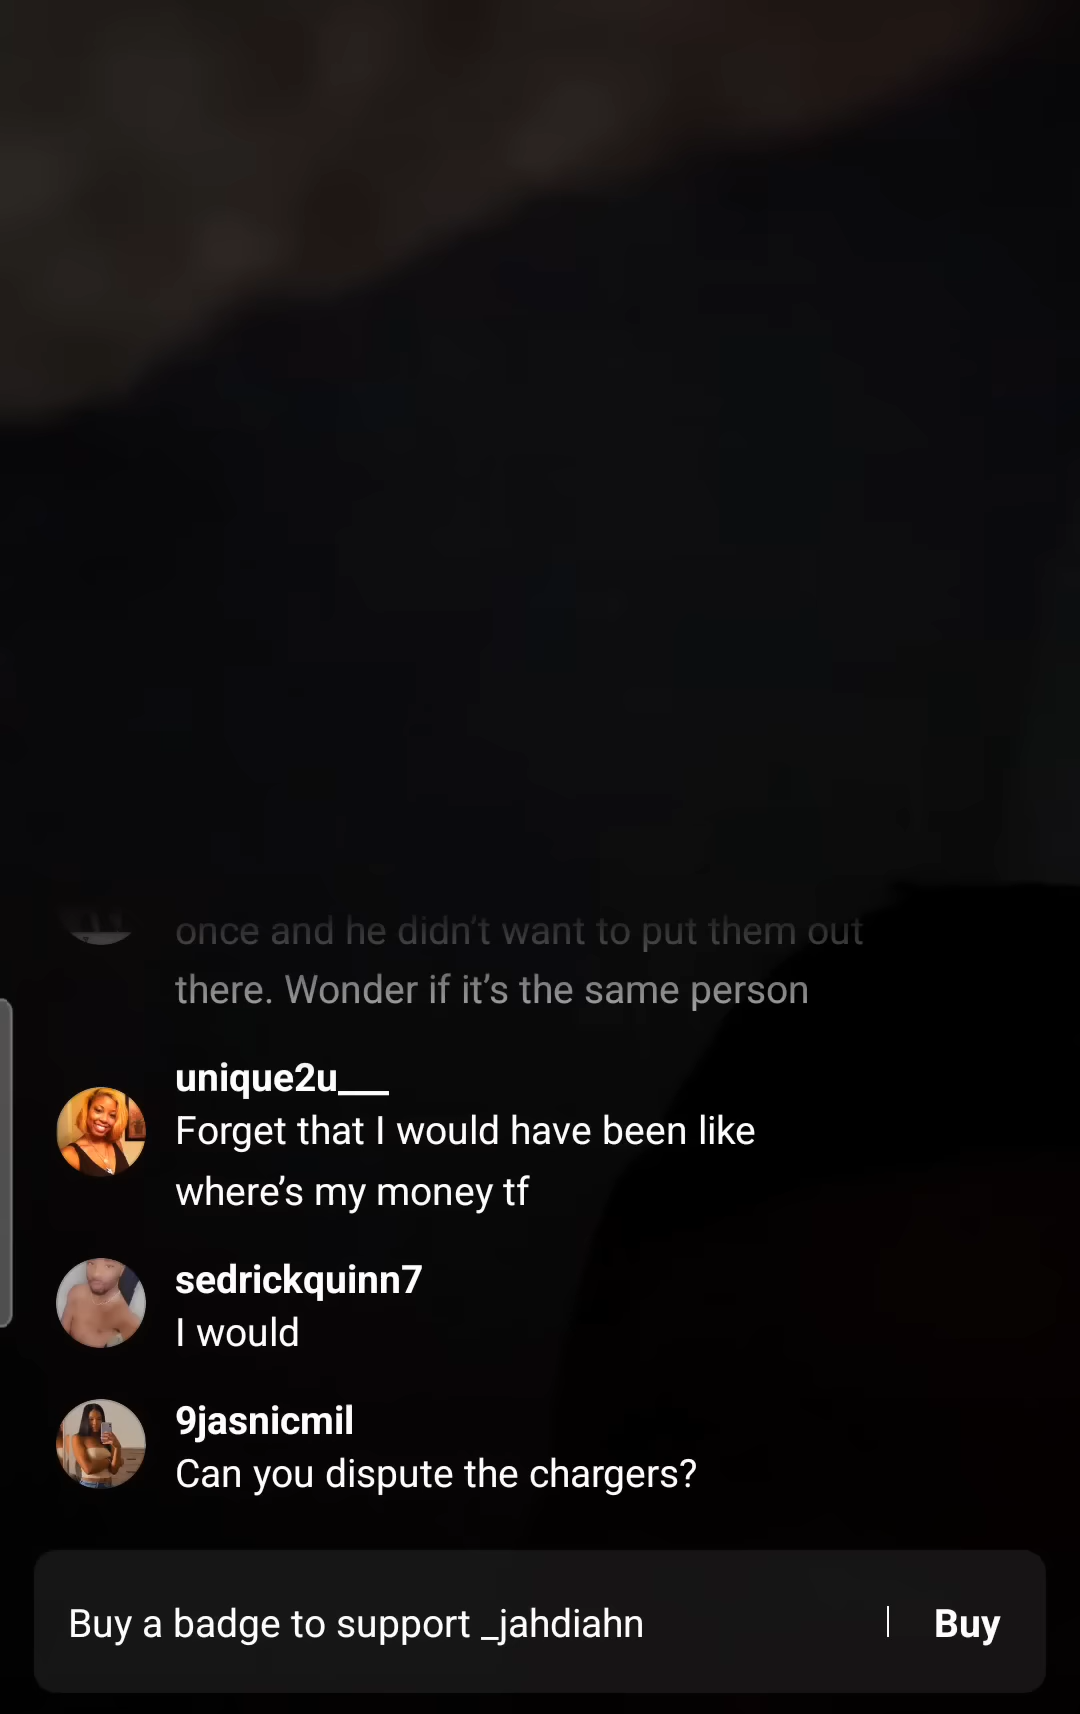 once and he didn’t want to put them out
there. Wonder if it’s the same person
unique2u___
Forget that I would have been like
where’s my money tf
sedrickquinn7
I would
9jasnicmil
Can you dispute the chargers?
Buy a badge to support _jahdiahn | Buy